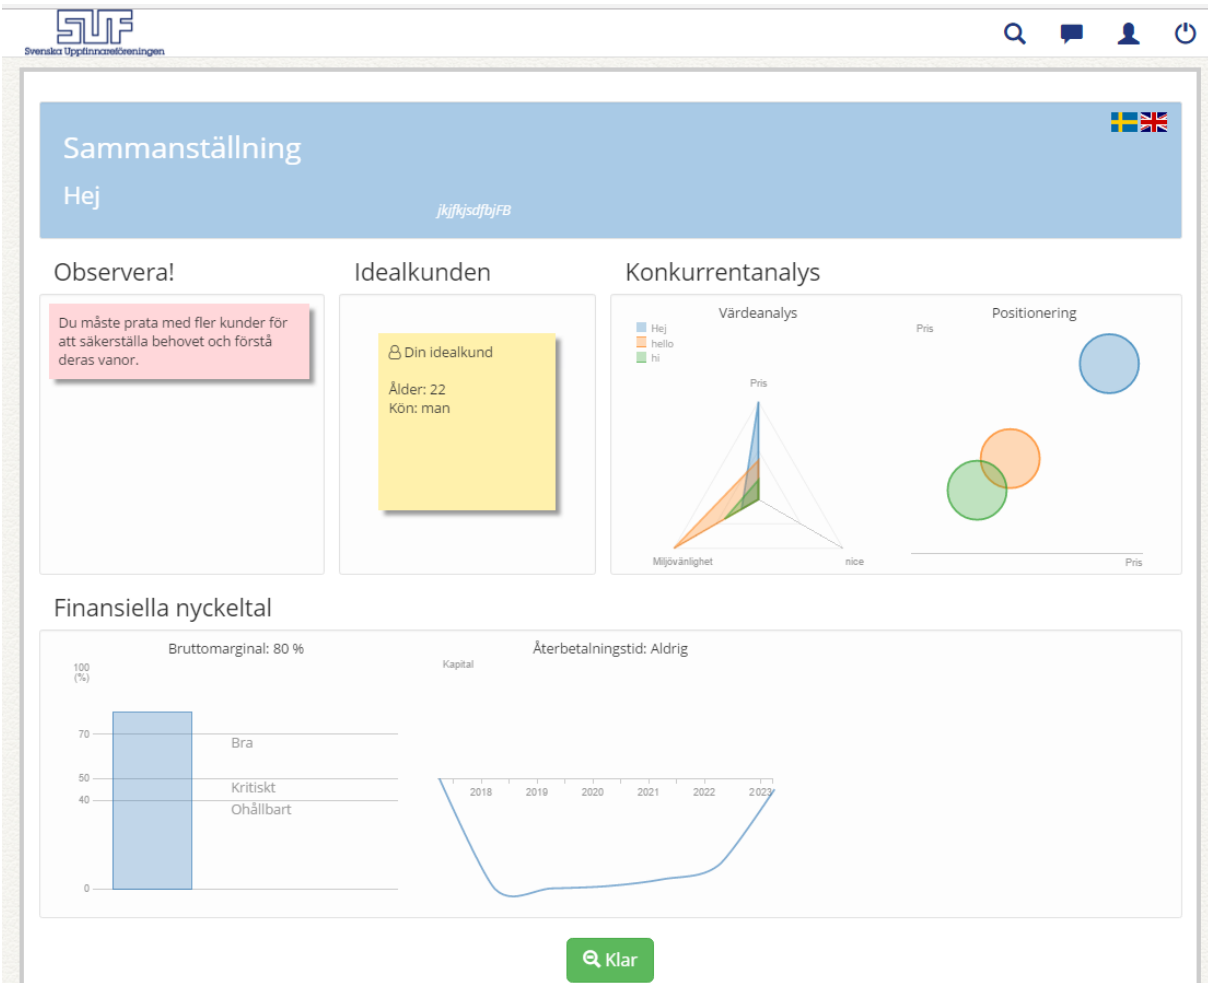 SUF
Svenska Uppfinnareföreningen
Sammanställning
Hej
jkjfkjsdfbjFB
Observera!
Du måste prata med fler kunder för
att säkerställa behovet och förstå
deras vanor.
Idealkunden
Din idealkund
Ålder: 22
Kön: man
Konkurrentanalys
Värdeanalys
Hej
hello
hi
Pris
Miljövänlighet
nice
Positionering
Pris
Pris
Finansiella nyckeltal
Bruttomarginal: 80 %
100
(%)
70
Bra
50
Kritiskt
40
Ohållbart
0
Återbetalningstid: Aldrig
Kapital
2018 2019 2020 2021 2022 2023
Klar